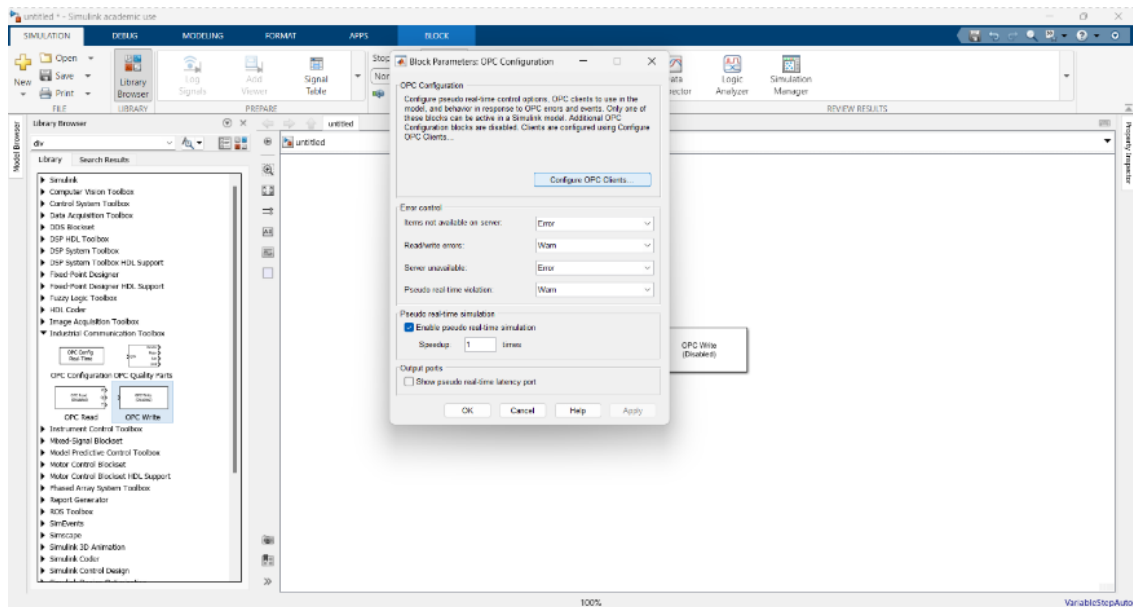 untitled * - Simulink academic use
SIMULATION DEBUG MODELING FORMAT APPS BLOCK
New
Open
Save
Print
FILE
Library
Browser
LIBRARY
Log
Signals
Add
Viewer
Signal
Table
PREPARE
Stop
Nor
Logic
Analyzer
Simulation
Manager
REVIEW RESULTS
Model Browser
Library Browser
div
Library Search Results
Simulink
Computer Vision Toolbox
Control System Toolbox
Data Acquisition Toolbox
DDS Blockset
DSP HDL Toolbox
DSP System Toolbox
DSP System Toolbox HDL Support
Fixed-Point Designer
Fixed-Point Designer HDL Support
Fuzzy Logic Toolbox
HDL Coder
Image Acquisition Toolbox
Industrial Communication Toolbox
OPC Config
Real-Time
OPC Configuration OPC Quality Parts
OPC Read OPC Write
Instrument Control Toolbox
Mixed-Signal Blockset
Model Predictive Control Toolbox
Motor Control Blockset
Motor Control Blockset HDL Support
Phased Array System Toolbox
Report Generator
ROS Toolbox
SimEvents
Simscape
Simulink 3D Animation
Simulink Coder
Simulink Control Design
untitled
untitled
Block Parameters: OPC Configuration
OPC Configuration
Configure pseudo real-time control options, OPC clients to use in the
model, and behavior in response to OPC errors and events. Only one of
these blocks can be active in a Simulink model. Additional OPC
Configuration blocks are disabled. Clients are configured using Configure
OPC Clients...
Configure OPC Clients...
Error control
Items not available on server: Error
Read/write errors: Warn
Server unavailable: Error
Pseudo real-time violation: Warn
Pseudo real-time simulation
Enable pseudo real-time simulation
Speedup: 1 times
Output ports
Show pseudo real-time latency port
OK Cancel Help Apply
OPC Write
(Disabled)
Property Inspector
100%
VariableStepAuto